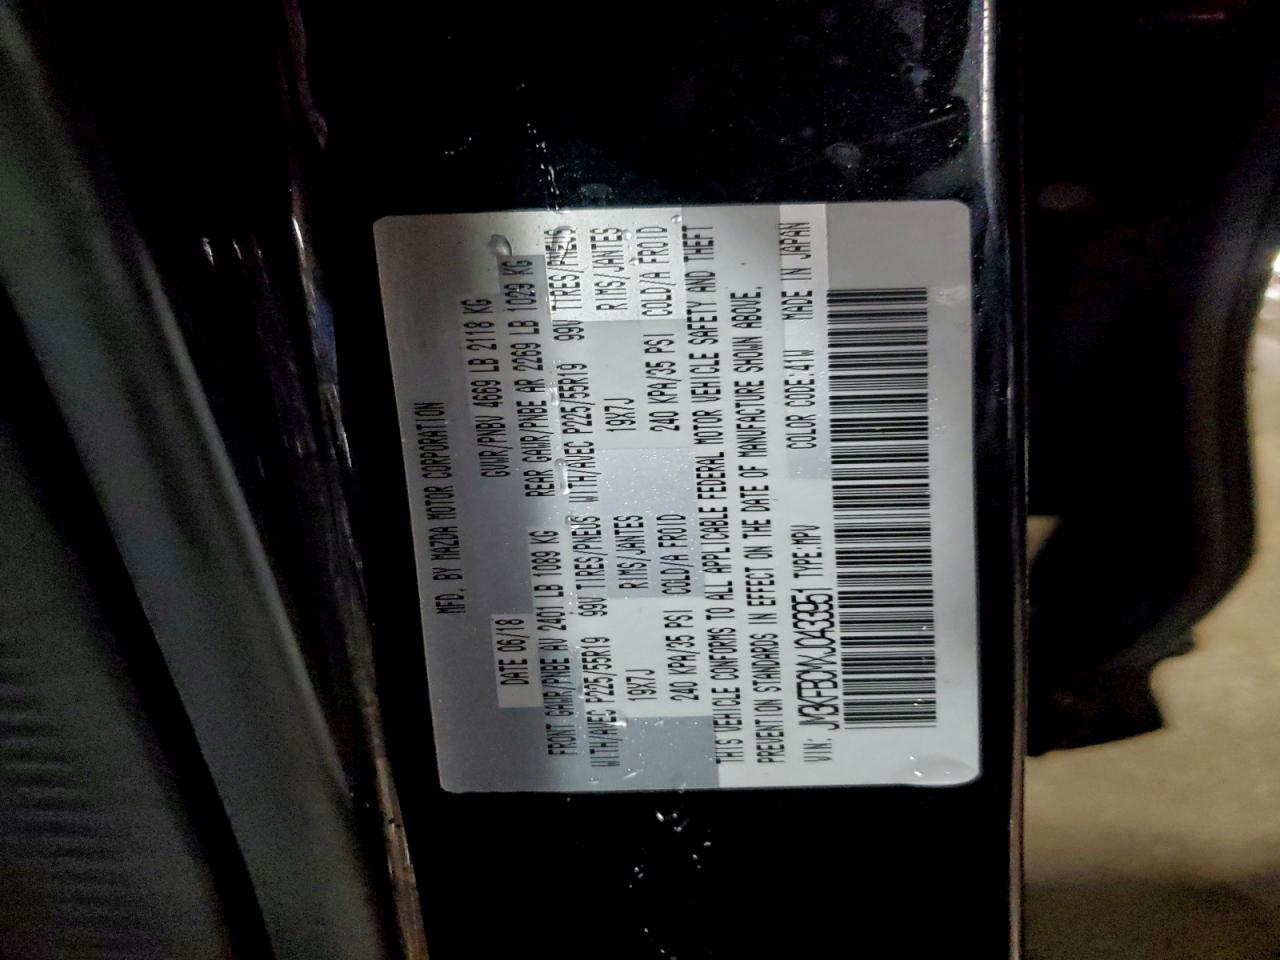 MFD. BY MAZDA MOTOR CORPORATION
DATE 06/18 GVWR/PNBV 4669 LB 2118 KG
FRONT GAWR/PNBE AV 2401 LB 1089 KG REAR GAWR/PNBE AR 2269 LB 1029 KG
WITH/AVEC P225/55R19 99V TIRES/PNEUS WITH/AVEC P225/55R19 99V TIRES/PNEUS
19X7J RIMS/JANTES 19X7J RIMS/JANTES
240 KPA/35 PSI COLD/A FROID 240 KPA/35 PSI COLD/A FROID
THIS VEHICLE CONFORMS TO ALL APPLICABLE FEDERAL MOTOR VEHICLE SAFETY AND THEFT
PREVENTION STANDARDS IN EFFECT ON THE DATE OF MANUFACTURE SHOWN ABOVE.
VIN: JM3KFBCMXJ0433951 TYPE:MPV COLOR CODE:41W MADE IN JAPAN